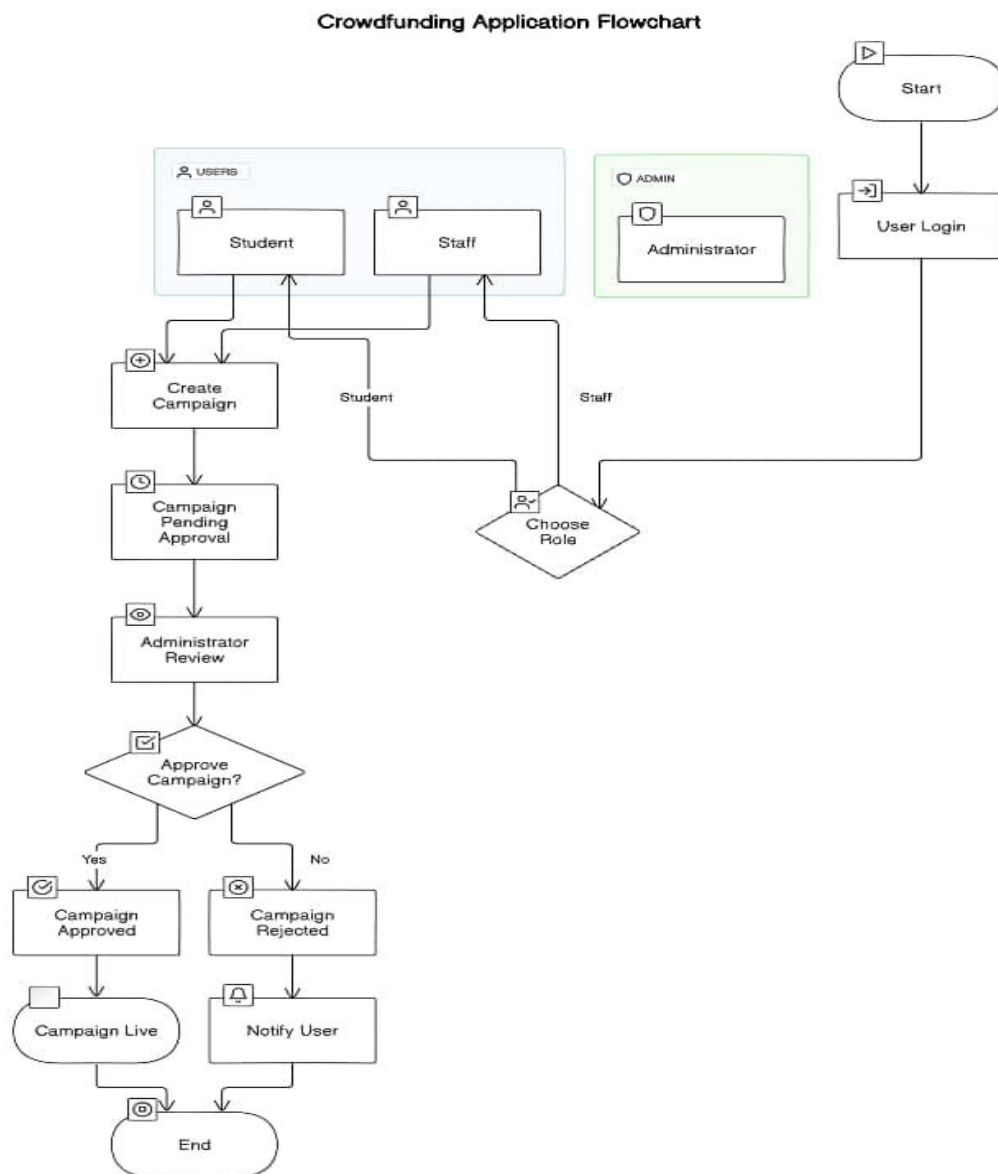 Crowdfunding Application Flowchart
Start
USERS
ADMIN
Student
Staff
Administrator
User Login
Create
Campaign
Student
Staff
Campaign
Pending
Approval
Choose
Role
Administrator
Review
Approve
Campaign?
Yes
No
Campaign
Approved
Campaign
Rejected
Campaign Live
Notify User
End